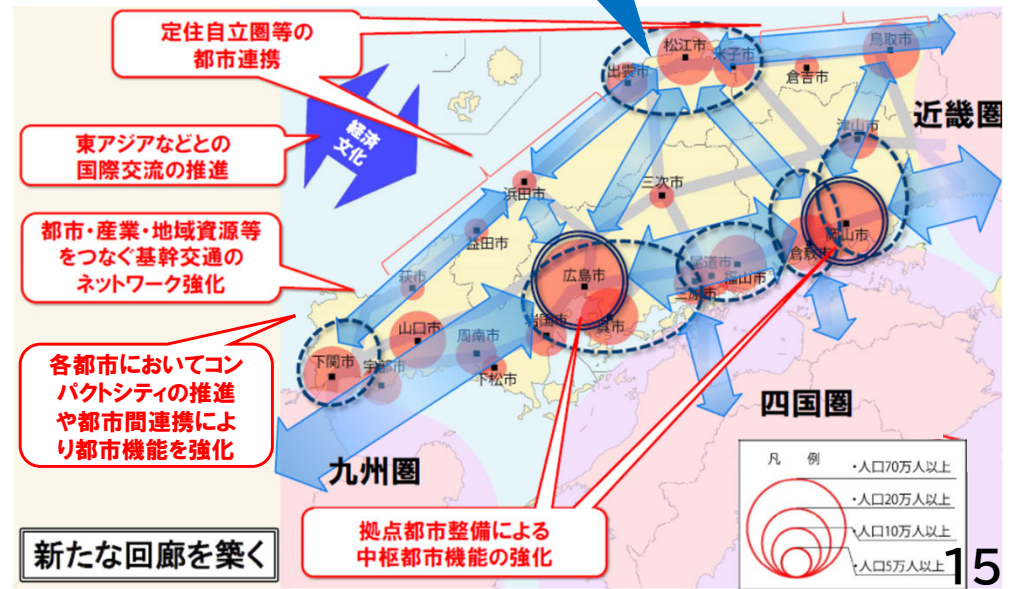 定住自立圏等の
都市連携
東アジアなどとの
国際交流の推進
都市・産業・地域資源等
をつなぐ基幹交通の
ネットワーク強化
各都市においてコン
パクトシティの推進
や都市間連携によ
り都市機能を強化
拠点都市整備による
中枢都市機能の強化
新たな回廊を築く
経済
文化
近畿圏
四国圏
九州圏
松江市
米子市
出雲市
倉吉市
鳥取市
津山市
浜田市
三次市
益田市
萩市
広島市
岡山市
倉敷市
尾道市
福山市
三原市
呉市
岩国市
山口市
周南市
下松市
下関市
宇部市
凡 例
・人口70万人以上
・人口20万人以上
・人口10万人以上
・人口5万人以上
15